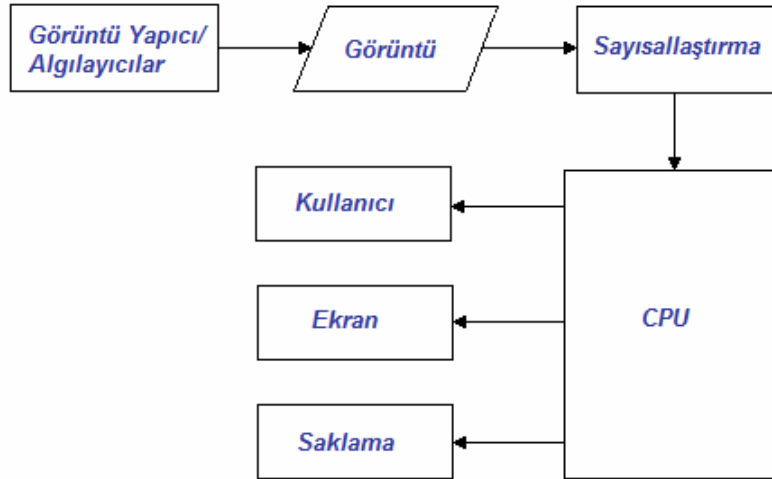 Görüntü Yapıcı/
Algılayıcılar
Görüntü
Sayısallaştırma
Kullanıcı
Ekran
CPU
Saklama